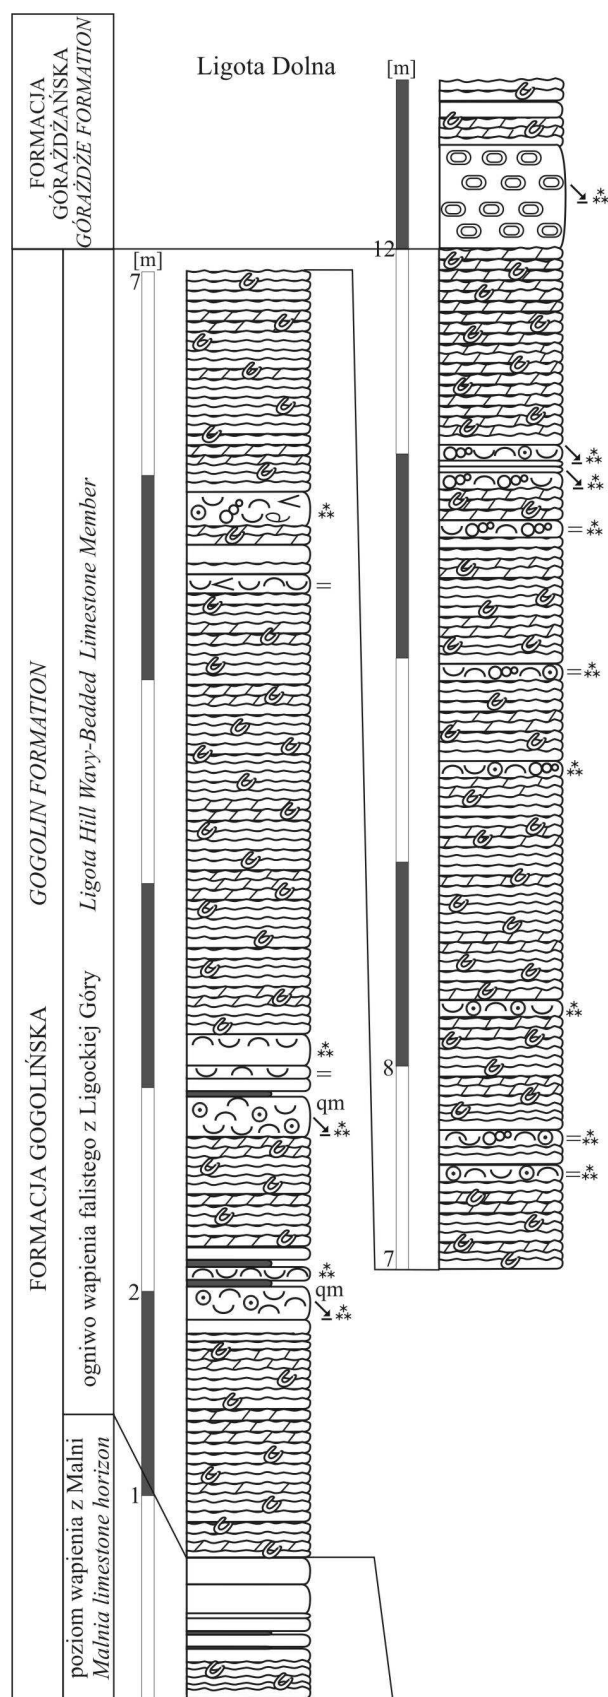 Ligota Dolna
FORMACJA
GÓRAŻDŻAŃSKA
GÓRAŻDŻE FORMATION
[m]
12
8
7
[m]
7
2
1
qm
qm
FORMACJA GOGOLIŃSKA GOGOLIN FORMATION
ogniwo wapienia falistego z Ligockiej Góry Ligota Hill Wavy-Bedded Limestone Member
poziom wapienia z Malni
Malnia limestone horizon